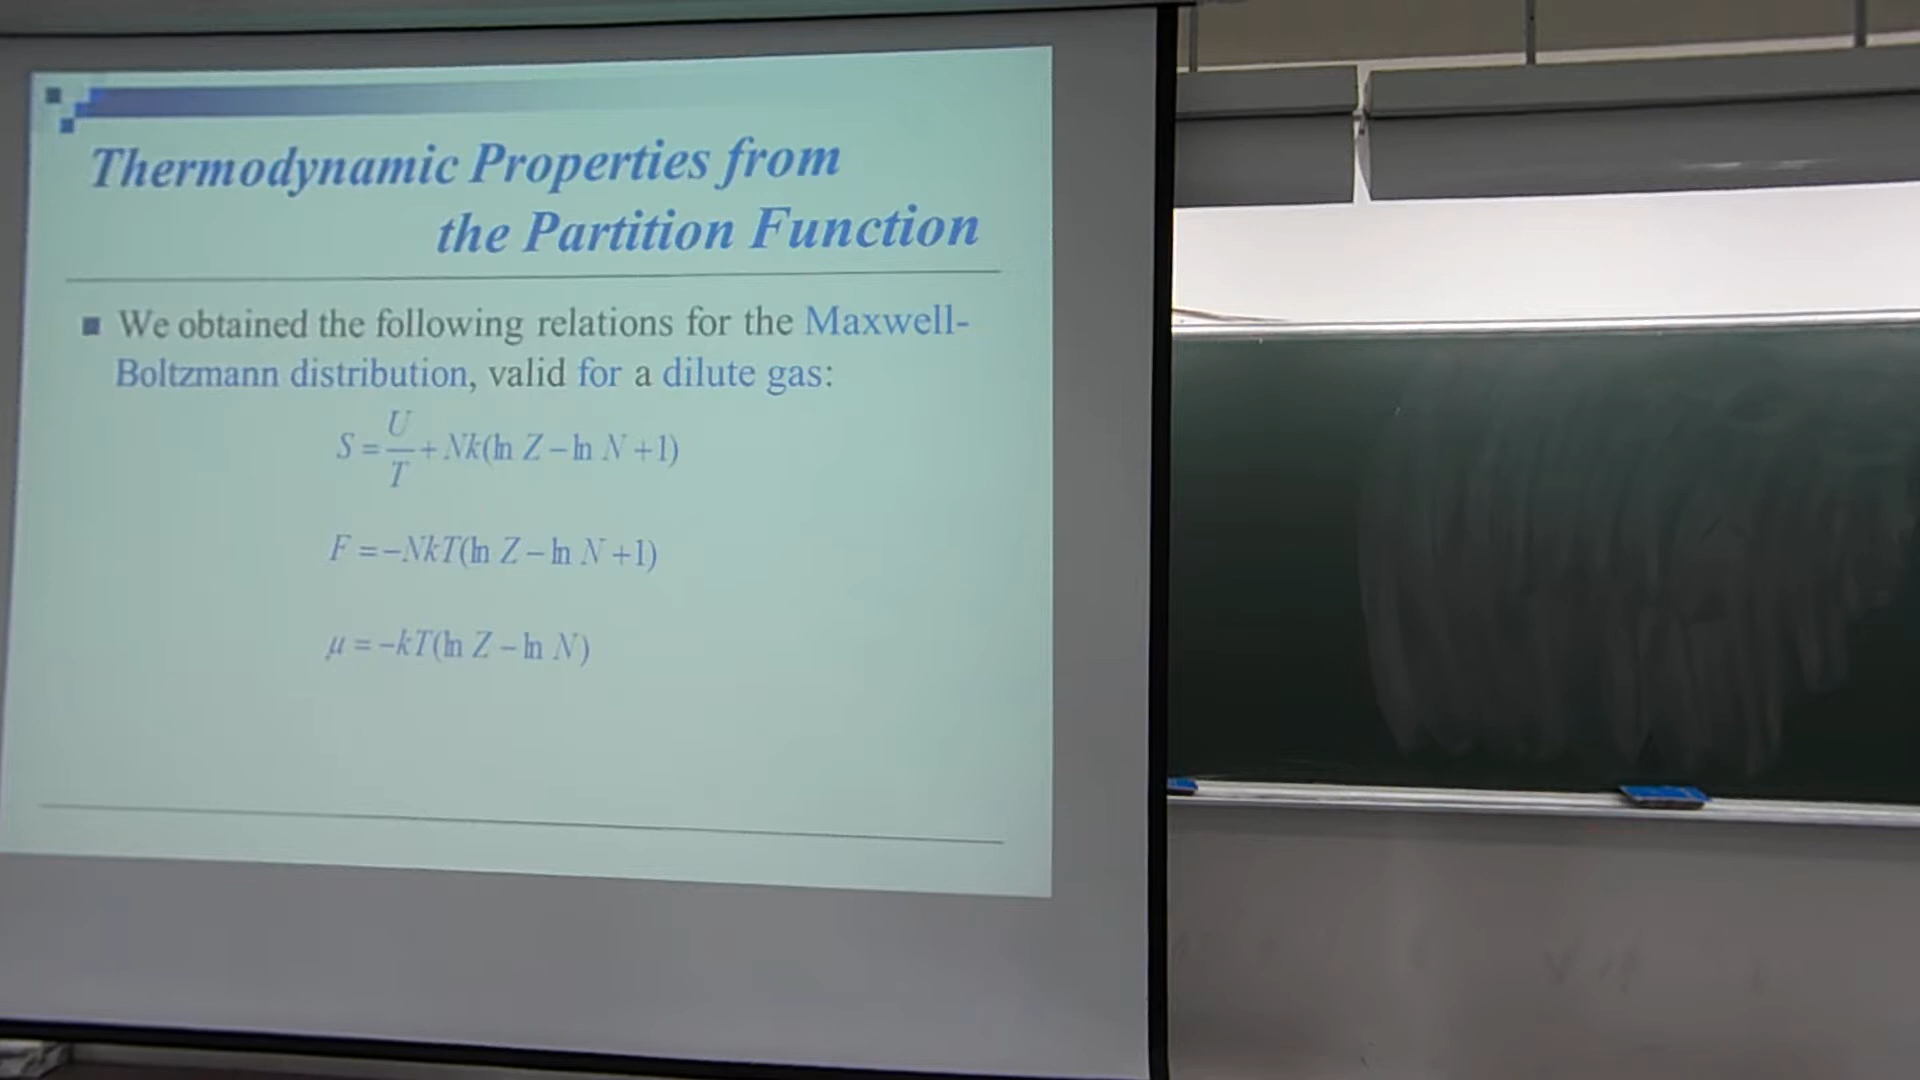 Thermodynamic Properties from
the Partition Function
We obtained the following relations for the Maxwell-
Boltzmann distribution, valid for a dilute gas:
S = U/T + Nk(ln Z − ln N + 1)
F = −NkT(ln Z − ln N + 1)
μ = −kT(ln Z − ln N)